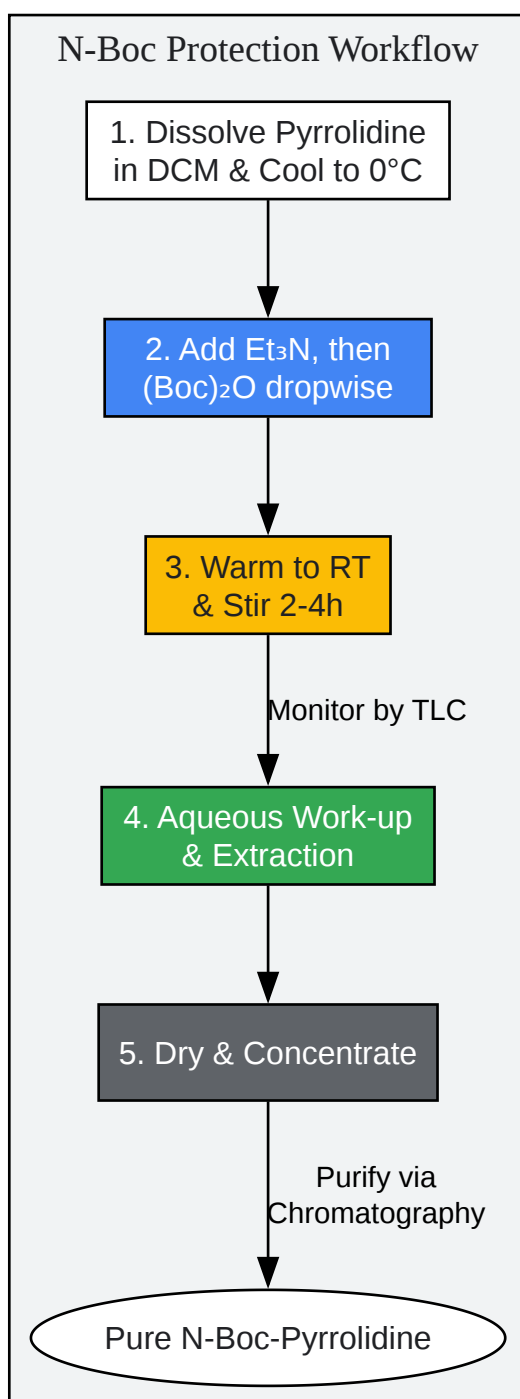 N-Boc Protection Workflow
1. Dissolve Pyrrolidine
in DCM & Cool to 0°C
2. Add Et₃N, then
(Boc)₂O dropwise
3. Warm to RT
& Stir 2-4h
Monitor by TLC
4. Aqueous Work-up
& Extraction
5. Dry & Concentrate
Purify via
Chromatography
Pure N-Boc-Pyrrolidine